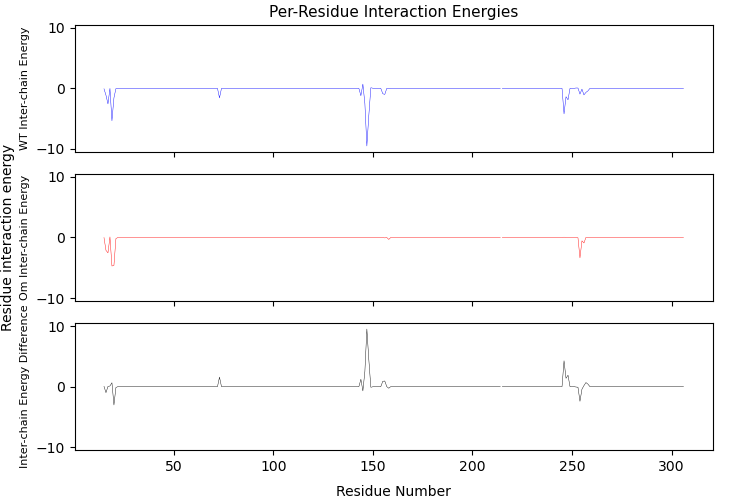 Per-Residue Interaction Energies
Residue interaction energy
WT Inter-chain Energy
10
0
−10
Om Inter-chain Energy
10
0
−10
Inter-chain Energy Difference
10
0
−10
50
100
150
200
250
300
Residue Number